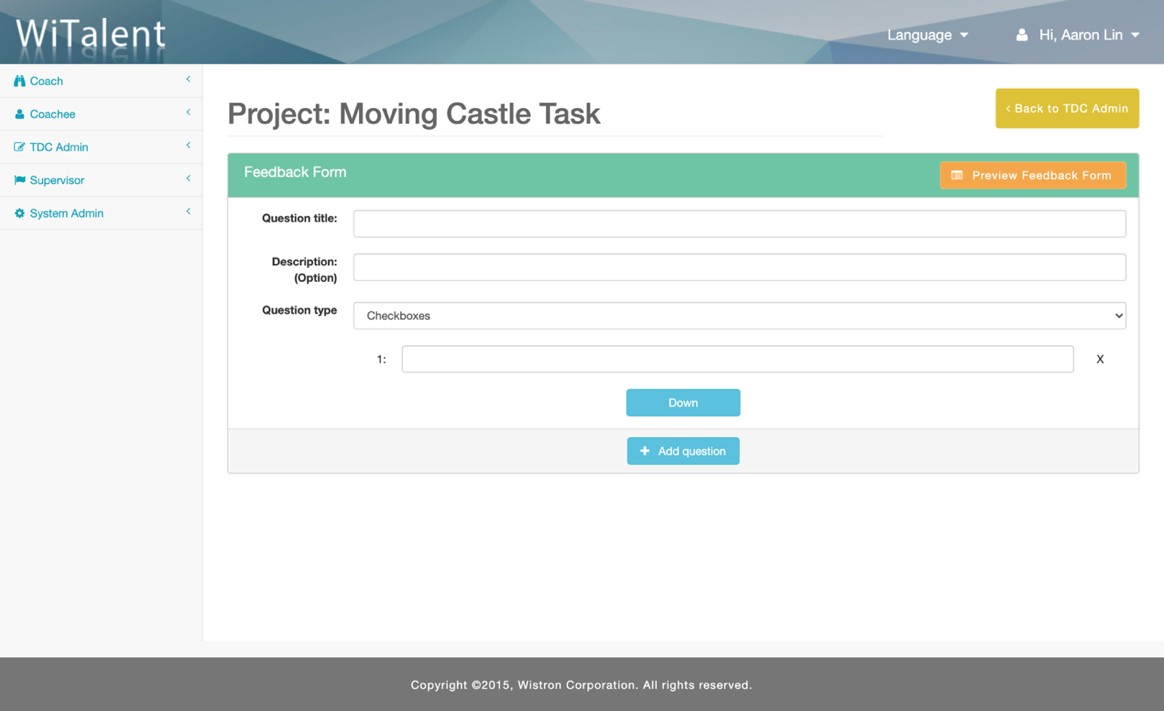 WiTalent
Language
Hi, Aaron Lin
Coach
Coachee
TDC Admin
Supervisor
System Admin
Project: Moving Castle Task
‹ Back to TDC Admin
Feedback Form
Preview Feedback Form
Question title:
Description:
(Option)
Question type
Checkboxes
1:
X
Down
+ Add question
Copyright ©2015, Wistron Corporation. All rights reserved.